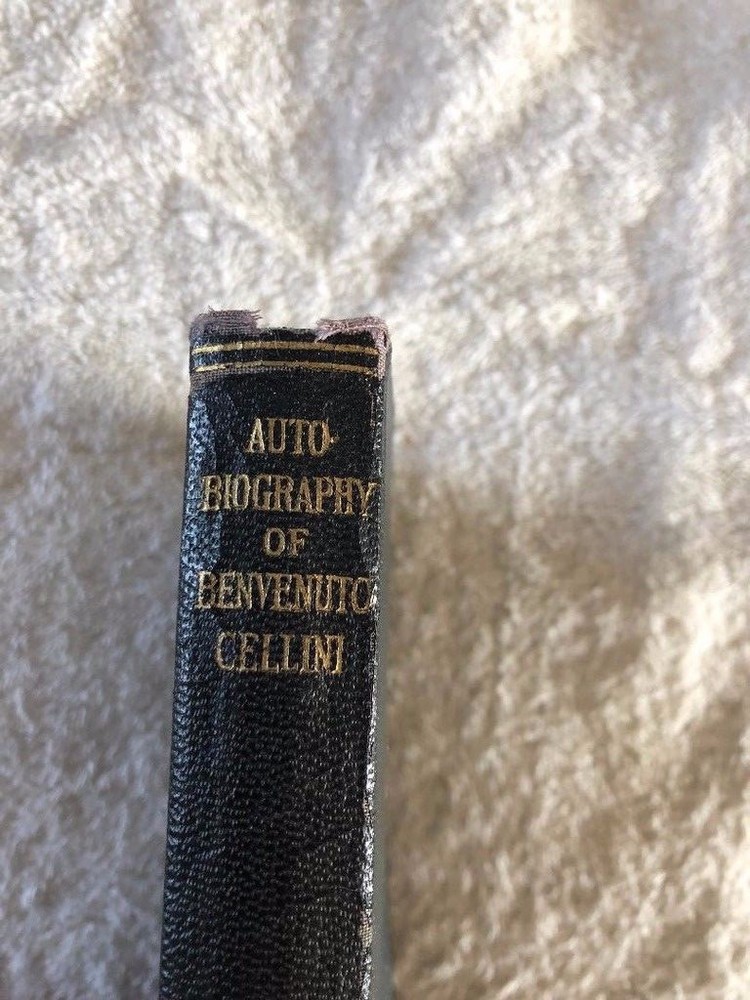 AUTO-
BIOGRAPHY
OF
BENVENUTO
CELLINI